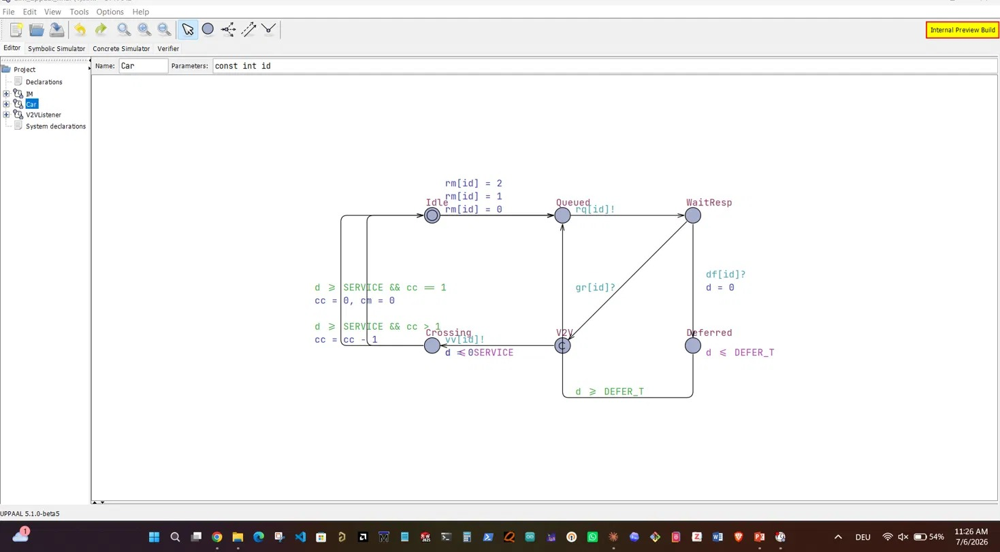 File Edit View Tools Options Help
Internal Preview Build
Editor Symbolic Simulator Concrete Simulator Verifier
Project
Declarations
IM
Car
V2VListener
System declarations
Name: Car Parameters: const int id
rm[id] = 2
rm[id] = 1
rm[id] = 0
Idle
Queued
rq[id]!
WaitResp
df[id]?
d = 0
gr[id]?
d ≥ SERVICE && cc == 1
cc = 0, cm = 0
d ≥ SERVICE && cc > 1
cc = cc - 1
Crossing
vv[id]!
d = 0
d ≤ SERVICE
V2V
C
Deferred
d ≤ DEFER_T
d ≥ DEFER_T
UPPAAL 5.1.0-beta5
1
2025
DEU
54%
11:26 AM
7/6/2026